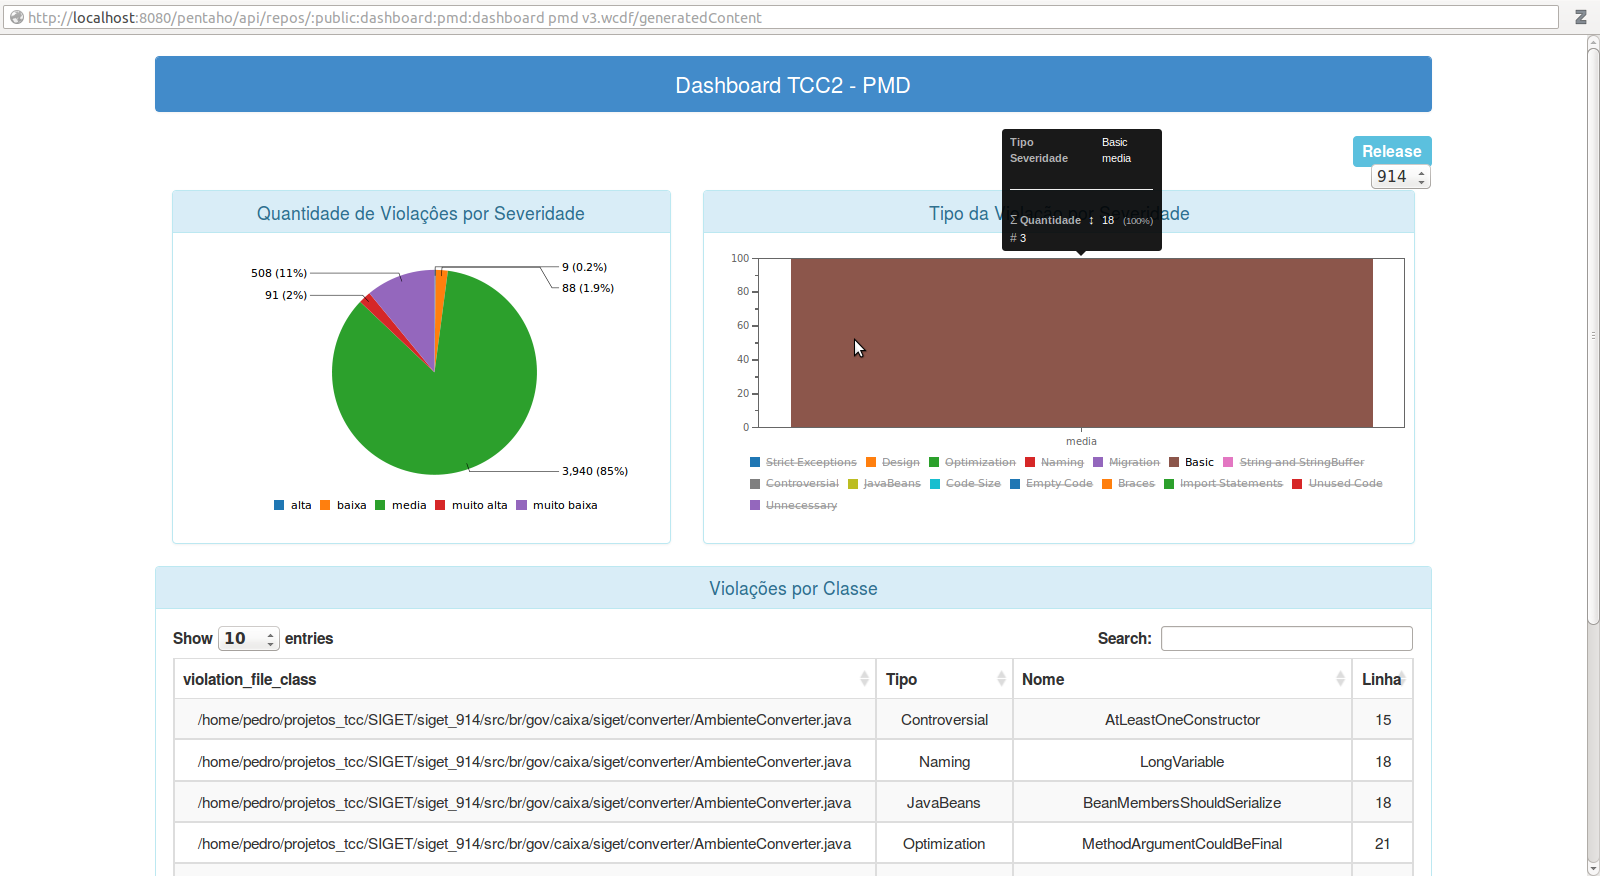 http://localhost:8080/pentaho/api/repos/:public:dashboard:pmd:dashboard pmd v3.wcdf/generatedContent
Dashboard TCC2 - PMD
Release
914
Tipo Basic
Severidade media
Σ Quantidade ↕ 18 (100%)
# 3
Quantidade de Violações por Severidade
508 (11%)
91 (2%)
9 (0.2%)
88 (1.9%)
3,940 (85%)
alta baixa media muito alta muito baixa
Tipo da Violação por Severidade
100
80
60
40
20
0
media
Strict Exceptions Design Optimization Naming Migration Basic String and StringBuffer
Controversial JavaBeans Code Size Empty Code Braces Import Statements Unused Code
Unnecessary
Violações por Classe
Show 10 entries Search:
violation_file_class Tipo Nome Linha
/home/pedro/projetos_tcc/SIGET/siget_914/src/br/gov/caixa/siget/converter/AmbienteConverter.java Controversial AtLeastOneConstructor 15
/home/pedro/projetos_tcc/SIGET/siget_914/src/br/gov/caixa/siget/converter/AmbienteConverter.java Naming LongVariable 18
/home/pedro/projetos_tcc/SIGET/siget_914/src/br/gov/caixa/siget/converter/AmbienteConverter.java JavaBeans BeanMembersShouldSerialize 18
/home/pedro/projetos_tcc/SIGET/siget_914/src/br/gov/caixa/siget/converter/AmbienteConverter.java Optimization MethodArgumentCouldBeFinal 21